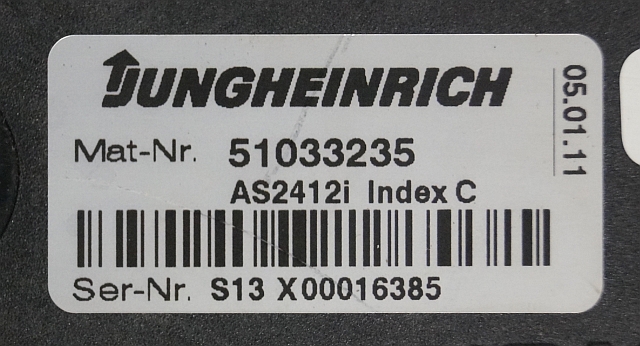 JUNGHEINRICH
Mat-Nr. 51033235
AS2412i Index C
Ser-Nr. S13 X00016385
05.01.11